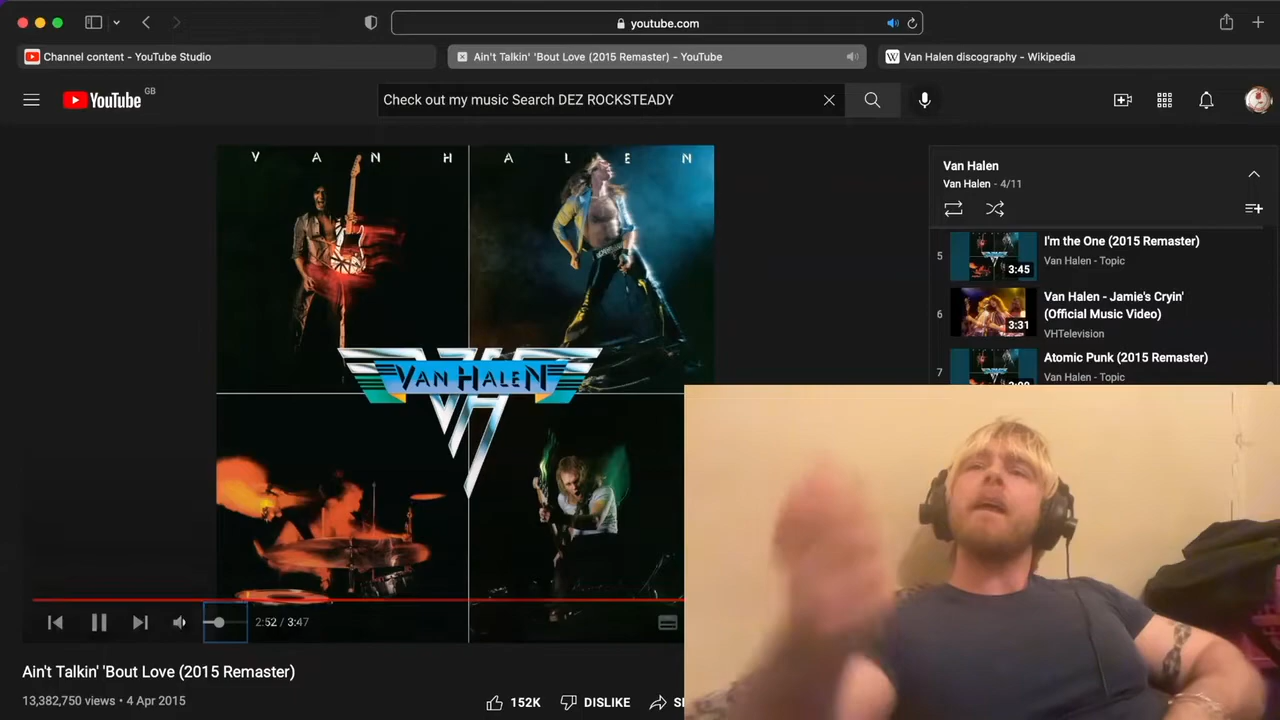 youtube.com
Channel content - YouTube Studio
Ain't Talkin' 'Bout Love (2015 Remaster) - YouTube
W Van Halen discography - Wikipedia
YouTube GB
Check out my music Search DEZ ROCKSTEADY
VAN HALEN
VAN HALEN
Van Halen
Van Halen - 4/11
5
I'm the One (2015 Remaster)
Van Halen - Topic
3:45
6
Van Halen - Jamie's Cryin'
(Official Music Video)
3:31
VHTelevision
7
Atomic Punk (2015 Remaster)
Van Halen - Topic
2:52 / 3:47
Ain't Talkin' 'Bout Love (2015 Remaster)
13,382,750 views • 4 Apr 2015
152K
DISLIKE